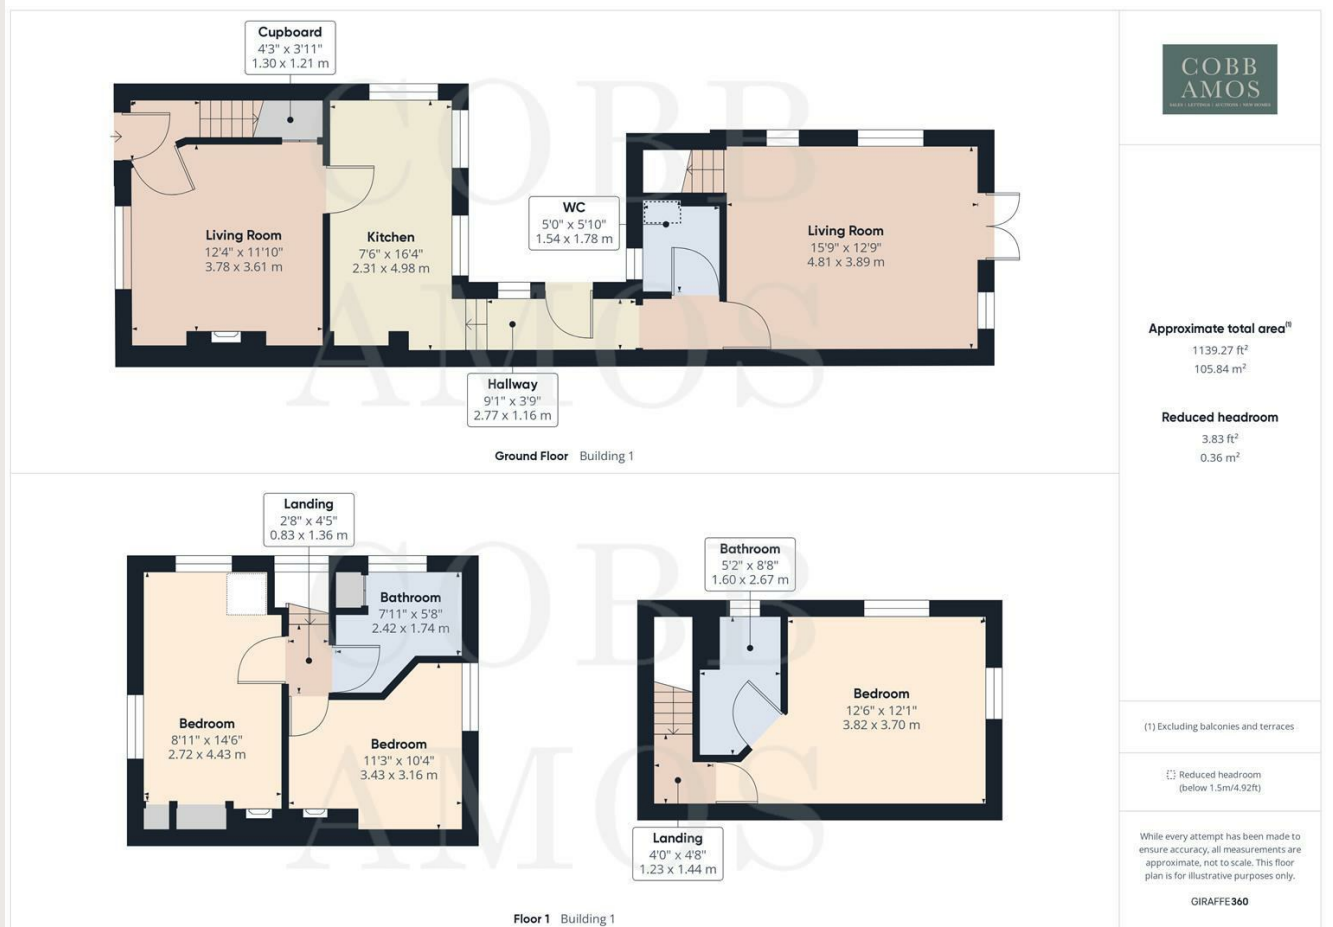 Cupboard
4'3" x 3'11"
1.30 x 1.21 m
Living Room
12'4" x 11'10"
3.78 x 3.61 m
Kitchen
7'6" x 16'4"
2.31 x 4.98 m
WC
5'0" x 5'10"
1.54 x 1.78 m
Living Room
15'9" x 12'9"
4.81 x 3.89 m
Hallway
9'1" x 3'9"
2.77 x 1.16 m
COBB
AMOS
Ground Floor Building 1
Landing
2'8" x 4'5"
0.83 x 1.36 m
Bathroom
7'11" x 5'8"
2.42 x 1.74 m
Bedroom
8'11" x 14'6"
2.72 x 4.43 m
Bedroom
11'3" x 10'4"
3.43 x 3.16 m
Bathroom
5'2" x 8'8"
1.60 x 2.67 m
Bedroom
12'6" x 12'1"
3.82 x 3.70 m
Landing
4'0" x 4'8"
1.23 x 1.44 m
COBB
AMOS
Floor 1 Building 1
COBB
AMOS
SALES | LETTINGS | AUCTIONS | NEW HOMES
Approximate total area(1)
1139.27 ft²
105.84 m²
Reduced headroom
3.83 ft²
0.36 m²
(1) Excluding balconies and terraces
Reduced headroom
(below 1.5m/4.92ft)
While every attempt has been made to
ensure accuracy, all measurements are
approximate, not to scale. This floor
plan is for illustrative purposes only.
GIRAFFE360